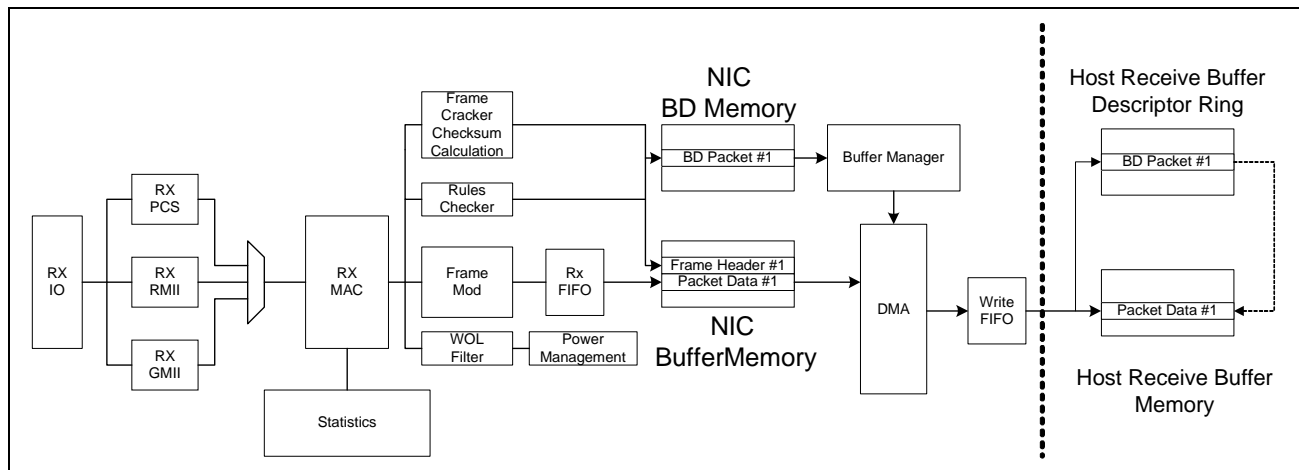 RX
IO
RX
PCS
RX
RMII
RX
GMII
RX
MAC
Statistics
Frame
Cracker
Checksum
Calculation
Rules
Checker
Frame
Mod
Rx
FIFO
WOL
Filter
Power
Management
NIC
BD Memory
BD Packet #1
Buffer Manager
Frame Header #1
Packet Data #1
NIC
BufferMemory
DMA
Write
FIFO
Host Receive Buffer
Descriptor Ring
BD Packet #1
Packet Data #1
Host Receive Buffer
Memory